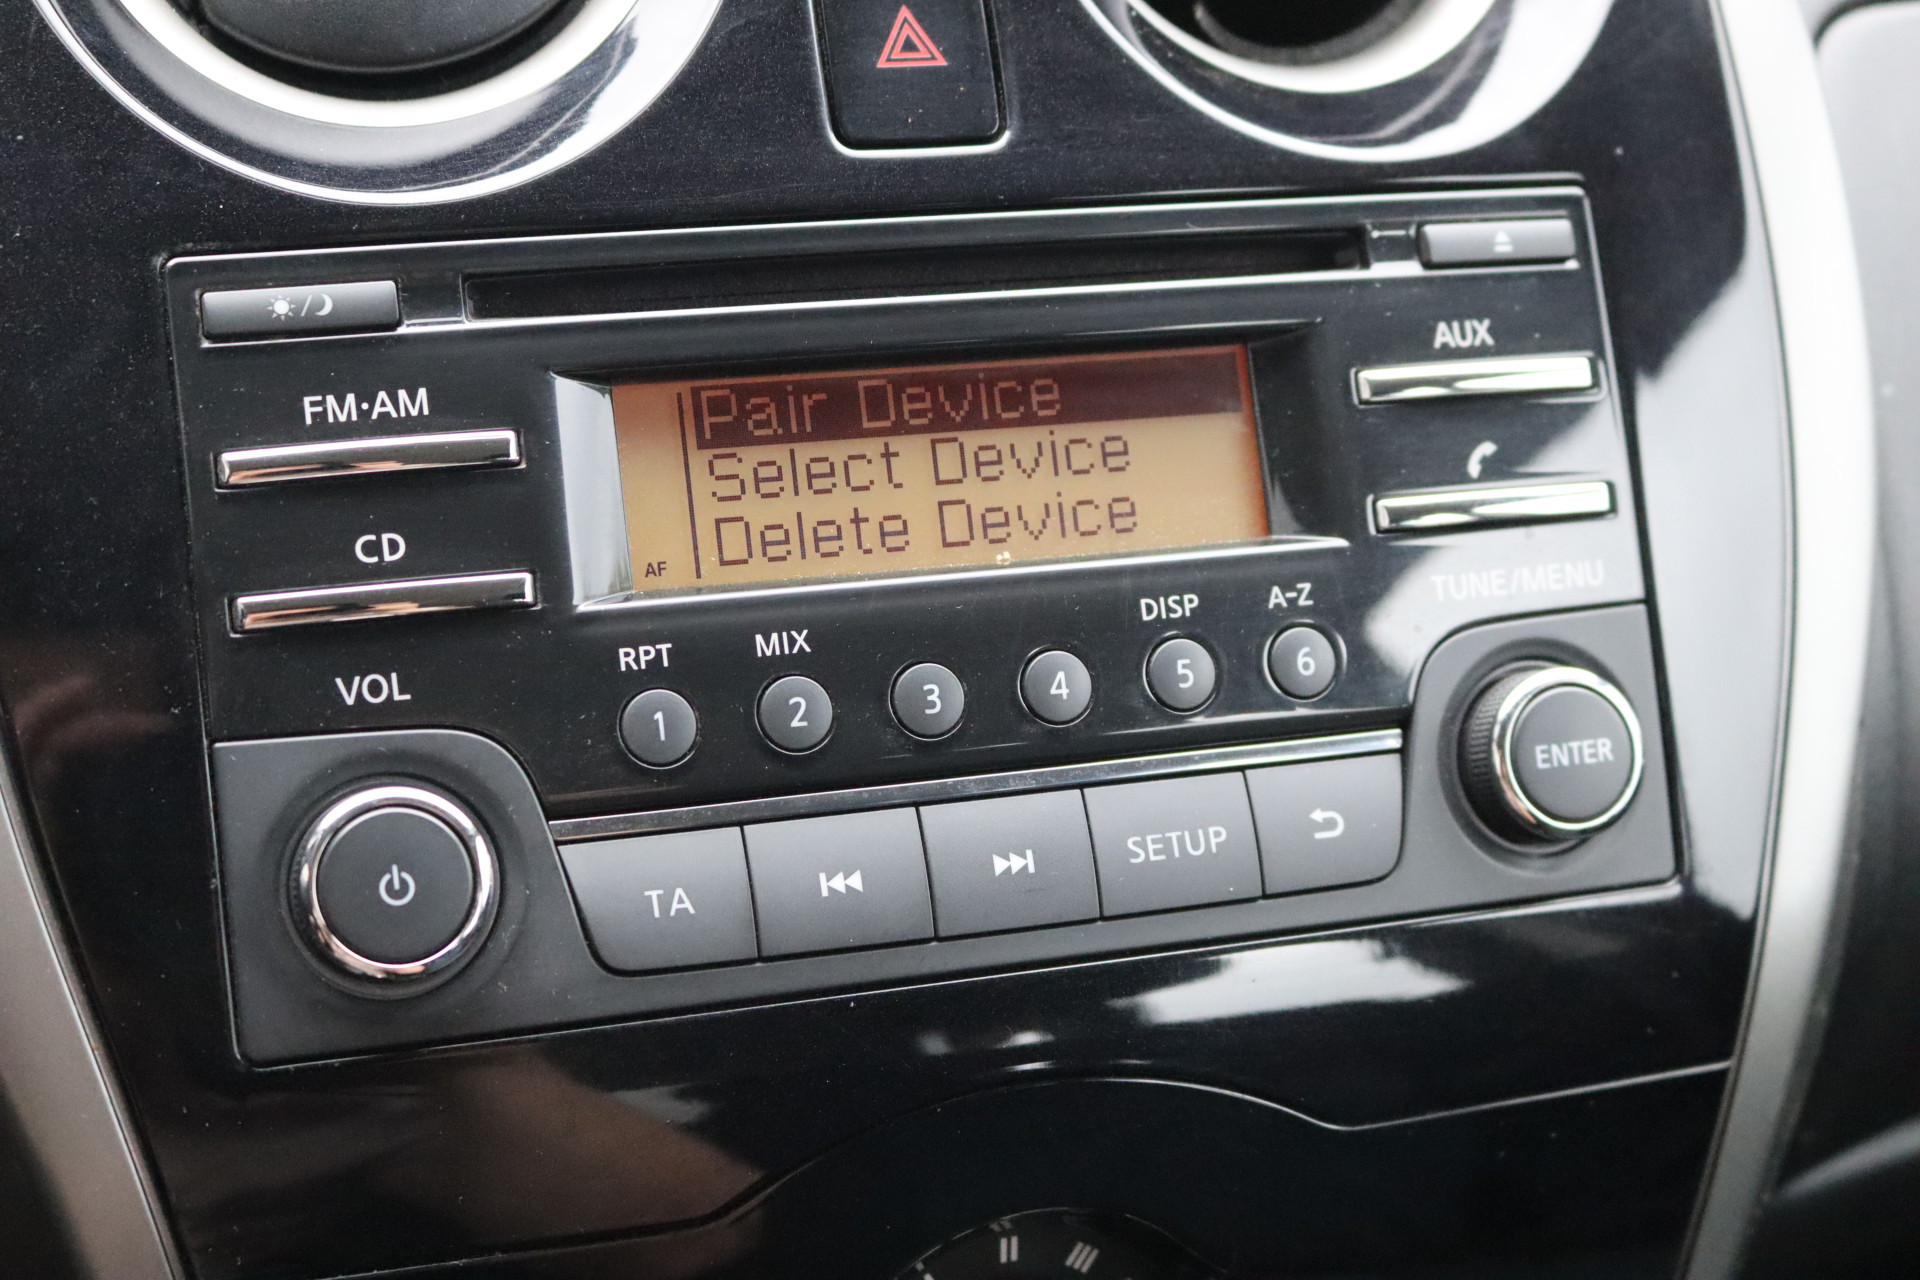 FM·AM
CD
VOL
Pair Device
Select Device
Delete Device
AF
AUX
TUNE/MENU
RPT
MIX
DISP
A-Z
1
2
3
4
5
6
ENTER
TA
SETUP